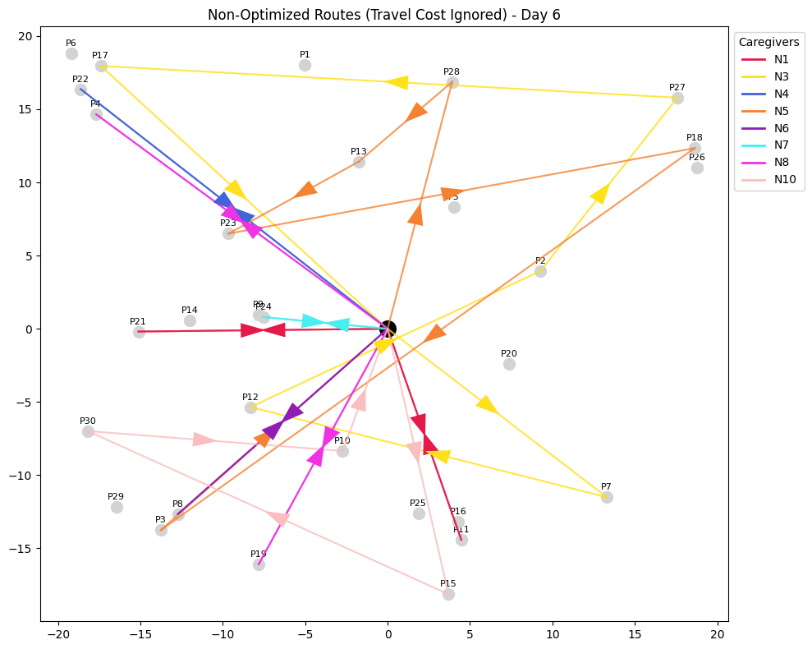 Non-Optimized Routes (Travel Cost Ignored) - Day 6
Caregivers
N1
N3
N4
N5
N6
N7
N8
N10
20
15
10
5
0
−5
−10
−15
−20
−15
−10
−5
0
5
10
15
20
P6
P17
P1
P22
P4
P28
P27
P13
P18
P26
P23
P2
P24
P14
P21
P20
P12
P30
P10
P29
P8
P3
P25
P16
P7
P19
P15